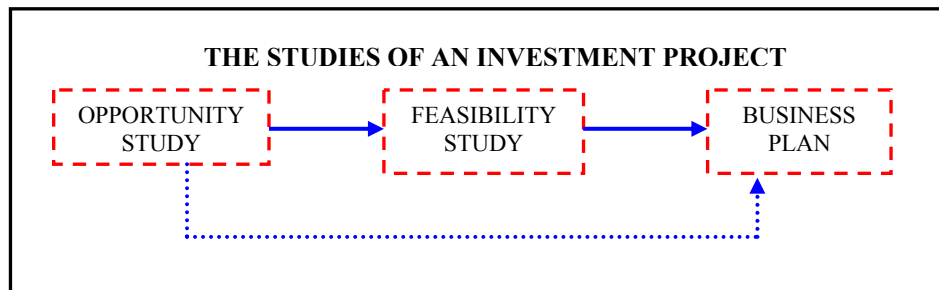 THE STUDIES OF AN INVESTMENT PROJECT
OPPORTUNITY
STUDY
FEASIBILITY
STUDY
BUSINESS
PLAN